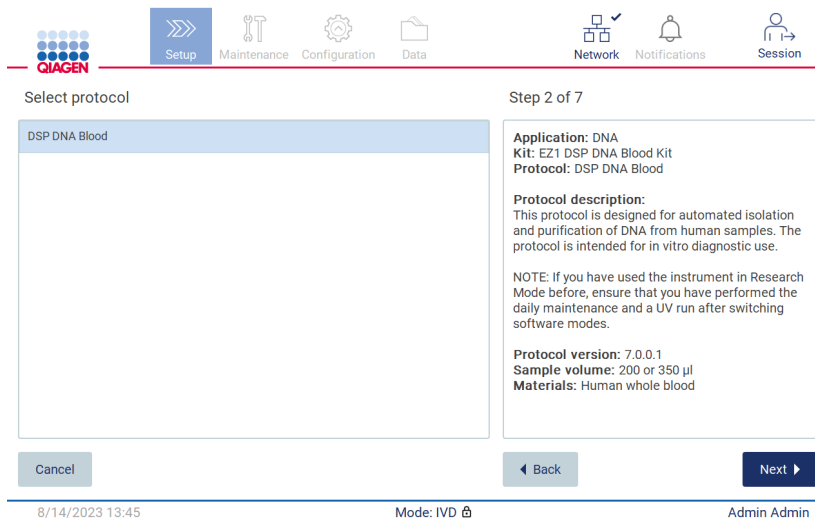 QIAGEN
Setup
Maintenance
Configuration
Data
Network
Notifications
Session
Select protocol
Step 2 of 7
DSP DNA Blood
Application: DNA
Kit: EZ1 DSP DNA Blood Kit
Protocol: DSP DNA Blood
Protocol description:
This protocol is designed for automated isolation
and purification of DNA from human samples. The
protocol is intended for in vitro diagnostic use.
NOTE: If you have used the instrument in Research
Mode before, ensure that you have performed the
daily maintenance and a UV run after switching
software modes.
Protocol version: 7.0.0.1
Sample volume: 200 or 350 µl
Materials: Human whole blood
Cancel
Back
Next
8/14/2023 13:45
Mode: IVD
Admin Admin